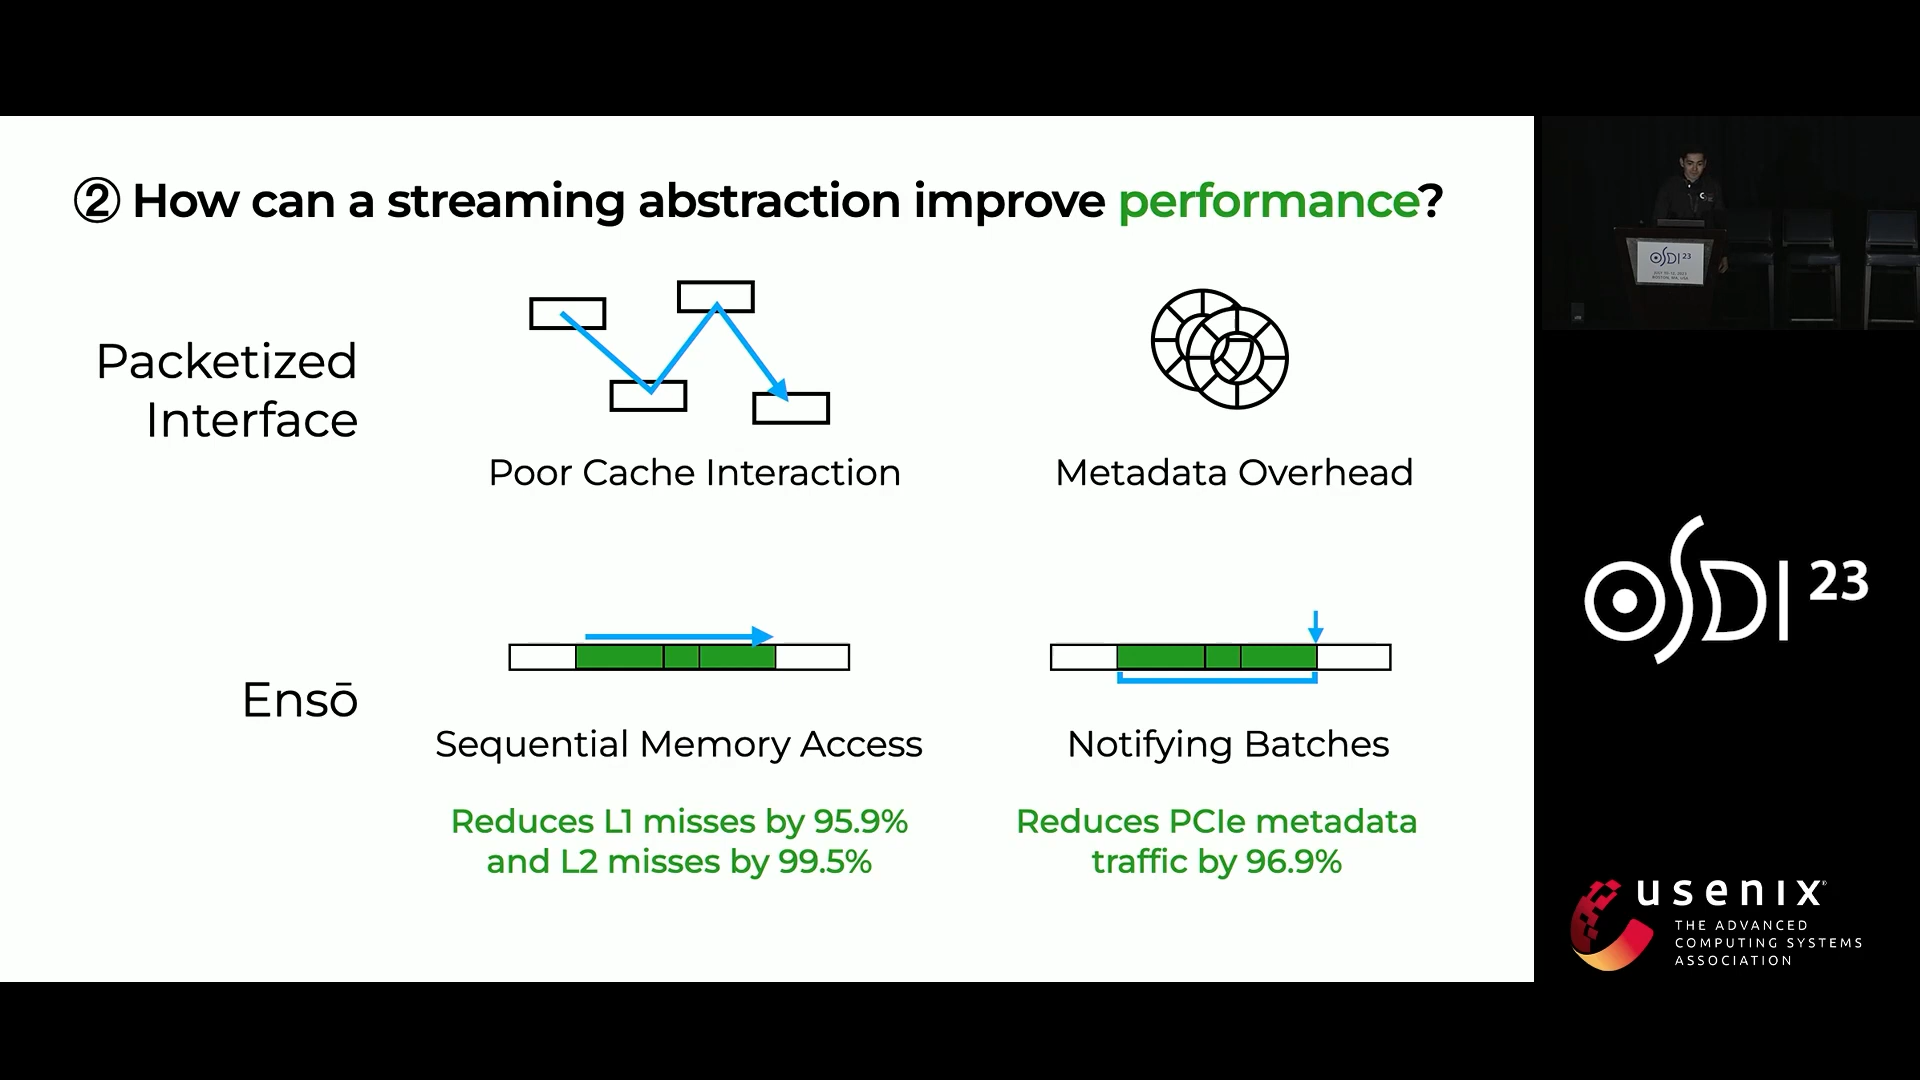 ② How can a streaming abstraction improve performance?
Packetized
Interface
Poor Cache Interaction
Metadata Overhead
Ensō
Sequential Memory Access
Notifying Batches
Reduces L1 misses by 95.9%
and L2 misses by 99.5%
Reduces PCIe metadata
traffic by 96.9%
OSDI 23
OSDI 23
usenix
THE ADVANCED
COMPUTING SYSTEMS
ASSOCIATION